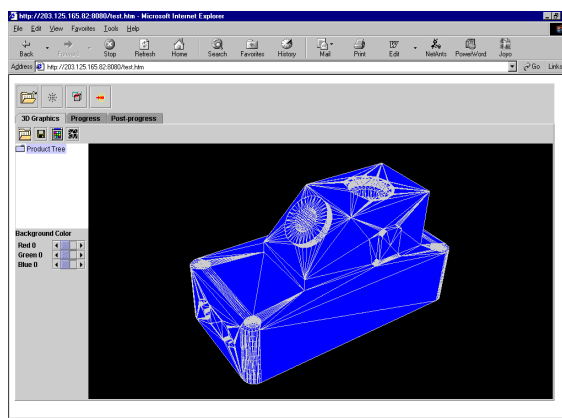 http://203.125.165.82:8080/test.htm - Microsoft Internet Explorer
File Edit View Favorites Tools Help
Back Forward Stop Refresh Home Search Favorites History Mail Print Edit NetAnts PowerWord Joyo
Address http://203.125.165.82:8080/test.htm Go Links
3D Graphics Progress Post-progress
Product Tree
Background Color
Red 0
Green 0
Blue 0